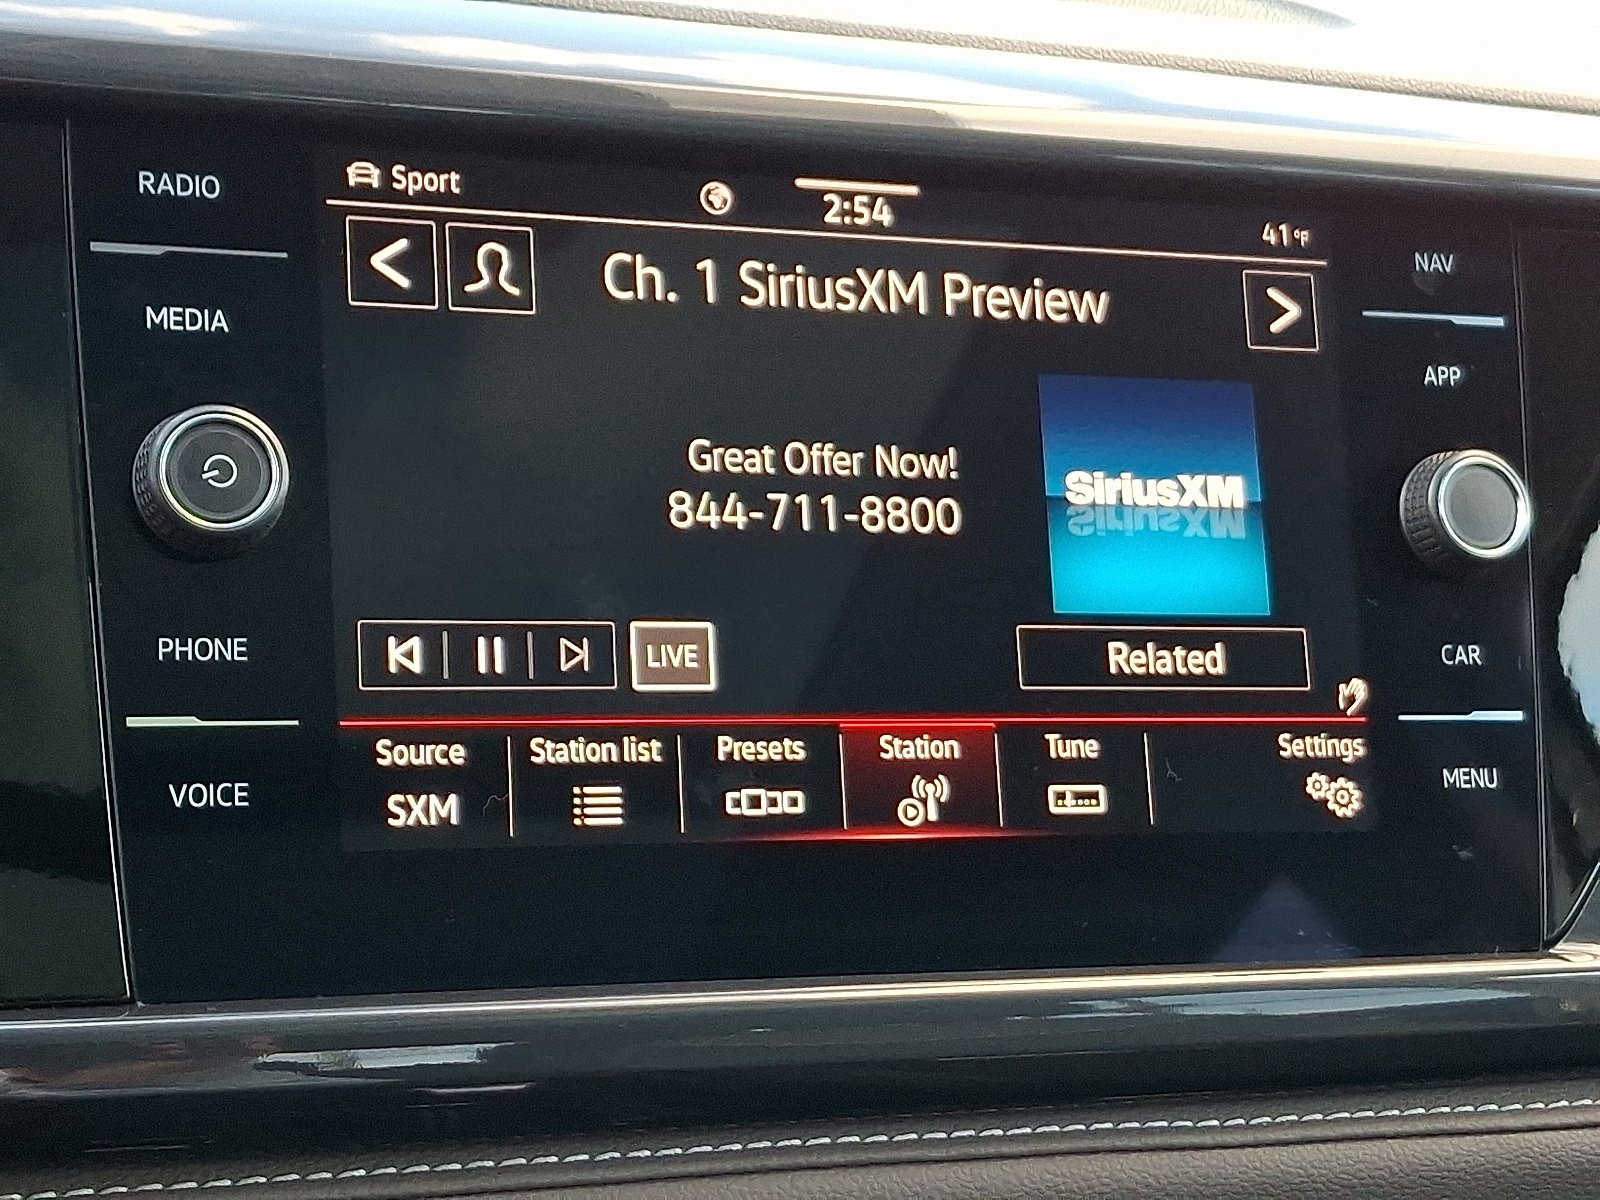 RADIO
MEDIA
PHONE
VOICE
Sport
2:54
41°F
Ch. 1 SiriusXM Preview
Great Offer Now!
844-711-8800
SiriusXM
LIVE
Related
Source
SXM
Station list
Presets
Station
Tune
Settings
NAV
APP
CAR
MENU